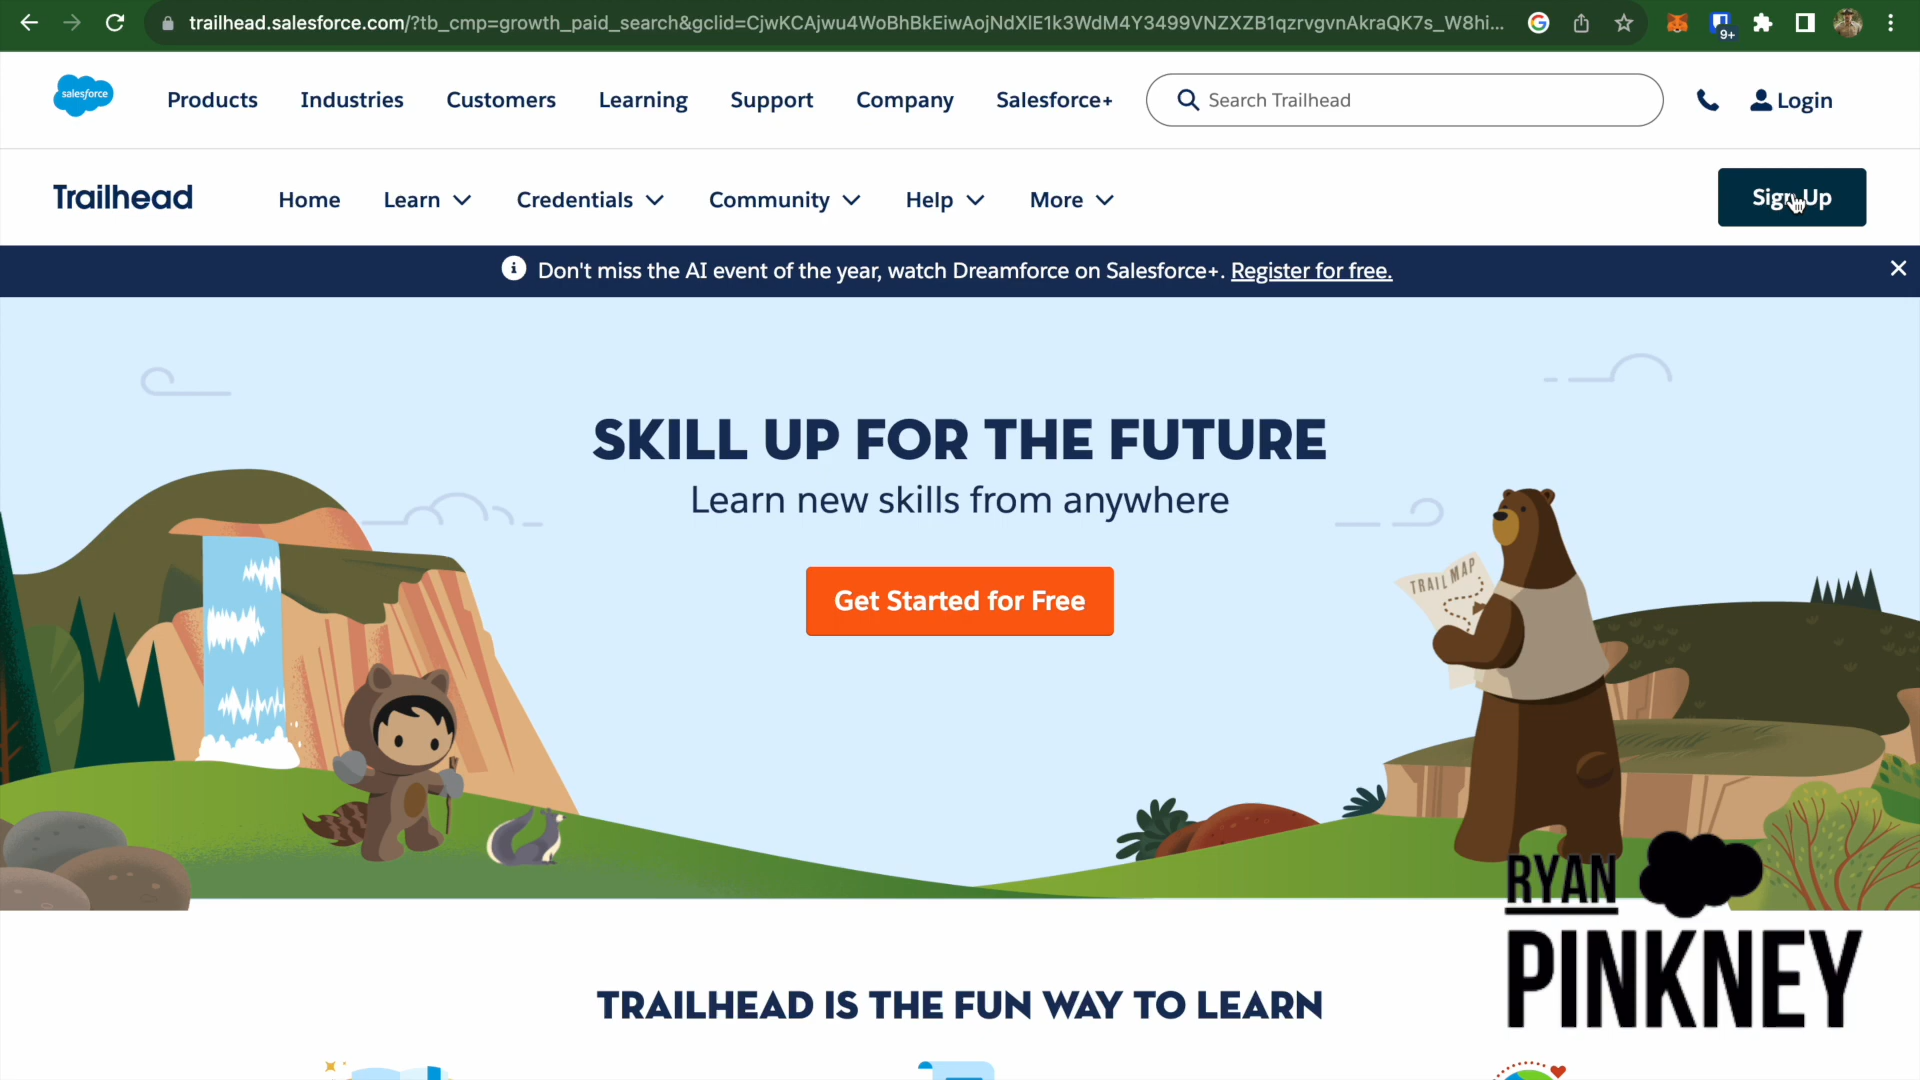 trailhead.salesforce.com/?tb_cmp=growth_paid_search&gclid=CjwKCAjwu4WoBhBkEiwAojNdXlE1k3WdM4Y3499VNZXZB1qzrvgvnAkraQK7s_W8hi...
9+
salesforce
Products Industries Customers Learning Support Company Salesforce+ Search Trailhead Login
Trailhead Home Learn Credentials Community Help More Sign Up
Don't miss the AI event of the year, watch Dreamforce on Salesforce+. Register for free.
SKILL UP FOR THE FUTURE
Learn new skills from anywhere
Get Started for Free
TRAIL MAP
RYAN
PINKNEY
TRAILHEAD IS THE FUN WAY TO LEARN